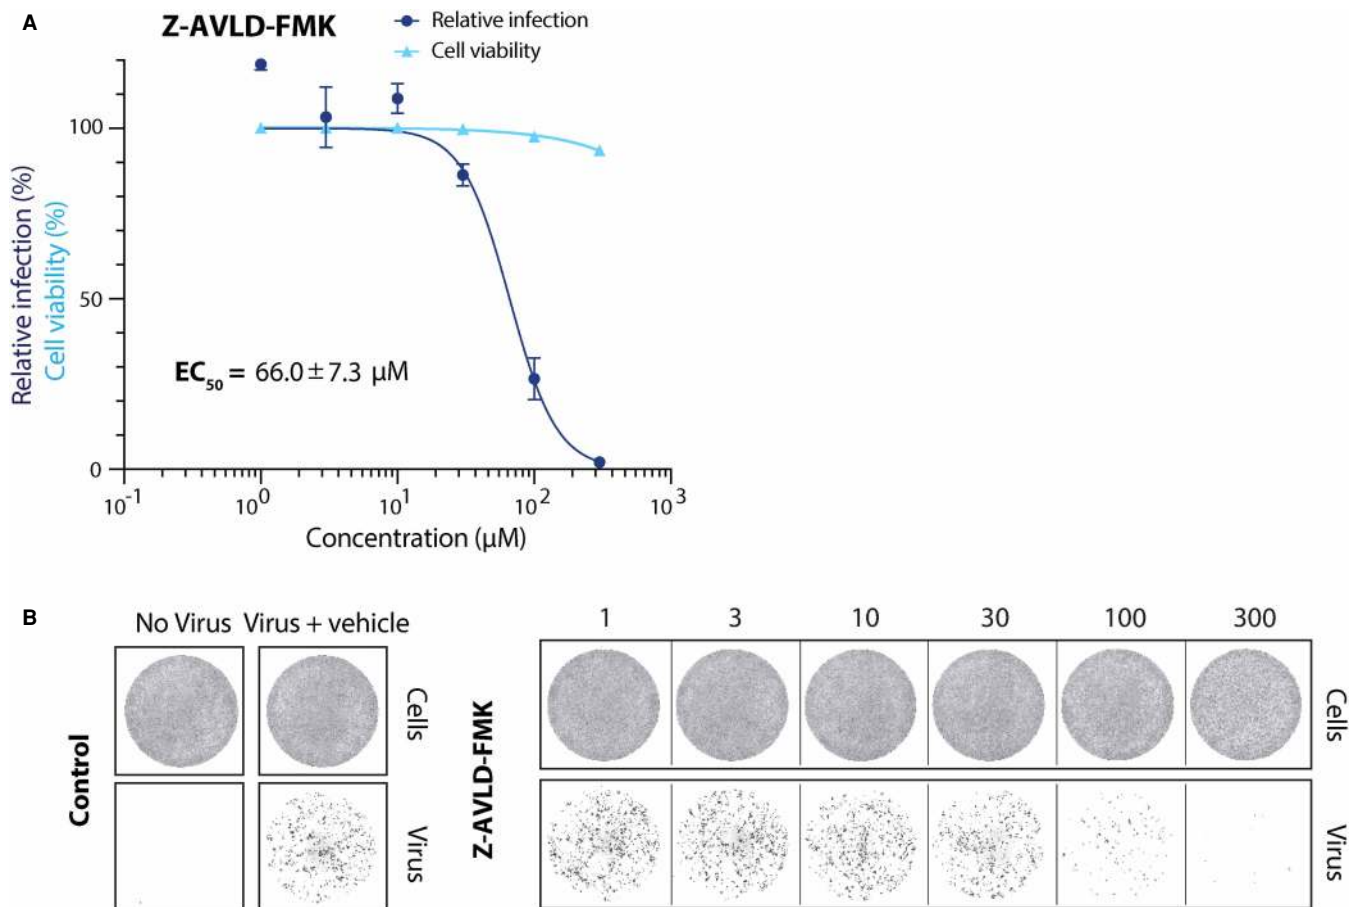 A
Z-AVLD-FMK
Relative infection
Cell viability
Relative infection (%)
Cell viability (%)
100
50
0
EC₅₀ = 66.0 ± 7.3 µM
10⁻¹ 10⁰ 10¹ 10² 10³
Concentration (µM)
B
No Virus Virus + vehicle
Control
Cells
Virus
1 3 10 30 100 300
Z-AVLD-FMK
Cells
Virus